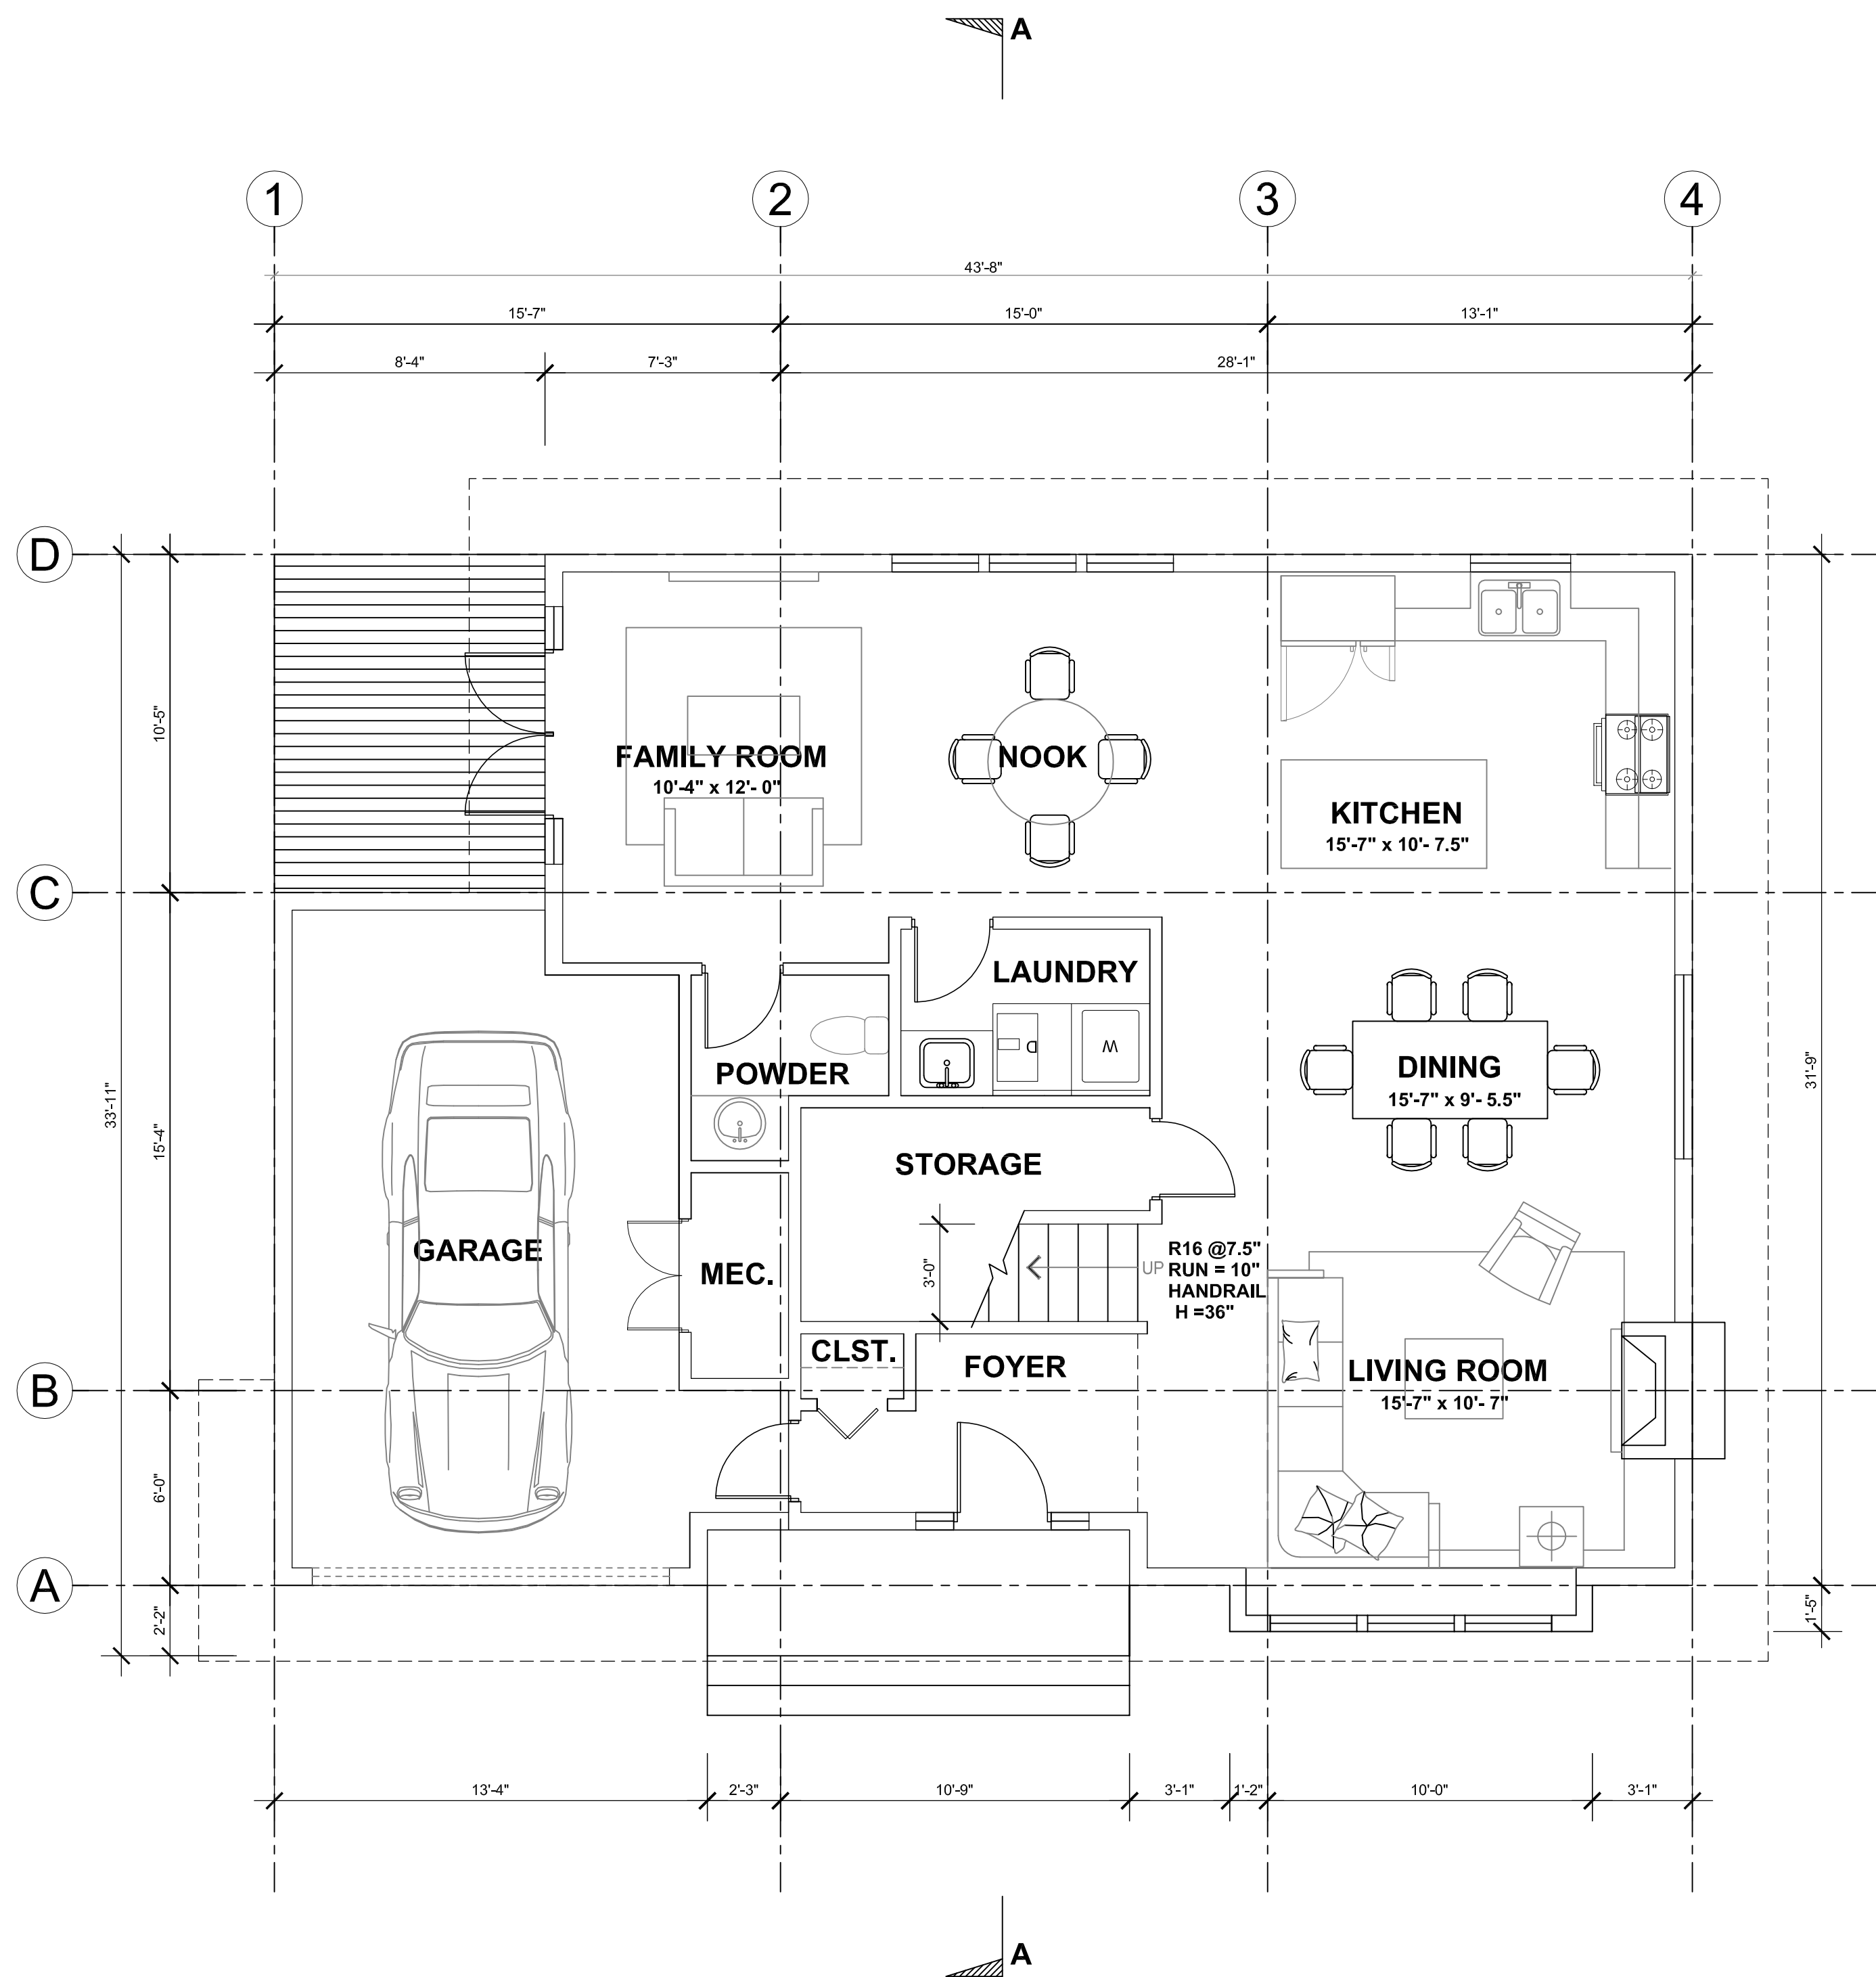 A
1 2 3 4
43'-8"
15'-7" 15'-0" 13'-1"
8'-4" 7'-3" 28'-1"
D
10'-5"
FAMILY ROOM
10'-4" x 12'- 0"
NOOK
KITCHEN
15'-7" x 10'- 7.5"
C
LAUNDRY
W
D
POWDER
DINING
15'-7" x 9'- 5.5"
33'-11"
15'-4"
31'-9"
STORAGE
GARAGE
MEC.
3'-0"
UP
R16 @7.5"
RUN = 10"
HANDRAIL
H =36"
CLST.
FOYER
LIVING ROOM
15'-7" x 10'- 7"
B
6'-0"
A
2'-2"
1'-5"
13'-4" 2'-3" 10'-9" 3'-1" 1'-2" 10'-0" 3'-1"
A